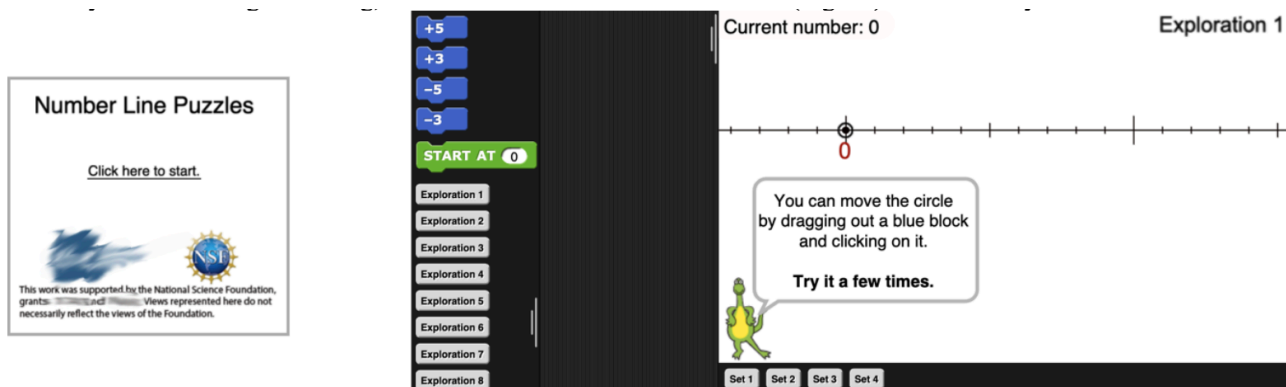 Number Line Puzzles
Click here to start.
NSF
This work was supported by the National Science Foundation,
grants Views represented here do not
necessarily reflect the views of the Foundation.
+5
+3
−5
−3
START AT 0
Exploration 1
Exploration 2
Exploration 3
Exploration 4
Exploration 5
Exploration 6
Exploration 7
Exploration 8
Current number: 0
Exploration 1
0
You can move the circle
by dragging out a blue block
and clicking on it.
Try it a few times.
Set 1
Set 2
Set 3
Set 4